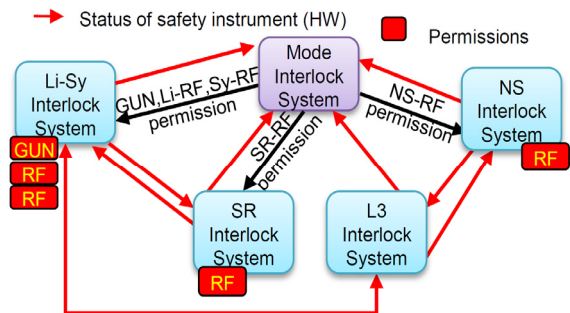 Status of safety instrument (HW)
Permissions
Mode
Interlock
System
Li-Sy
Interlock
System
GUN
RF
RF
GUN,Li-RF,Sy-RF
permission
SR-RF
permission
NS-RF
permission
NS
Interlock
System
RF
SR
Interlock
System
RF
L3
Interlock
System